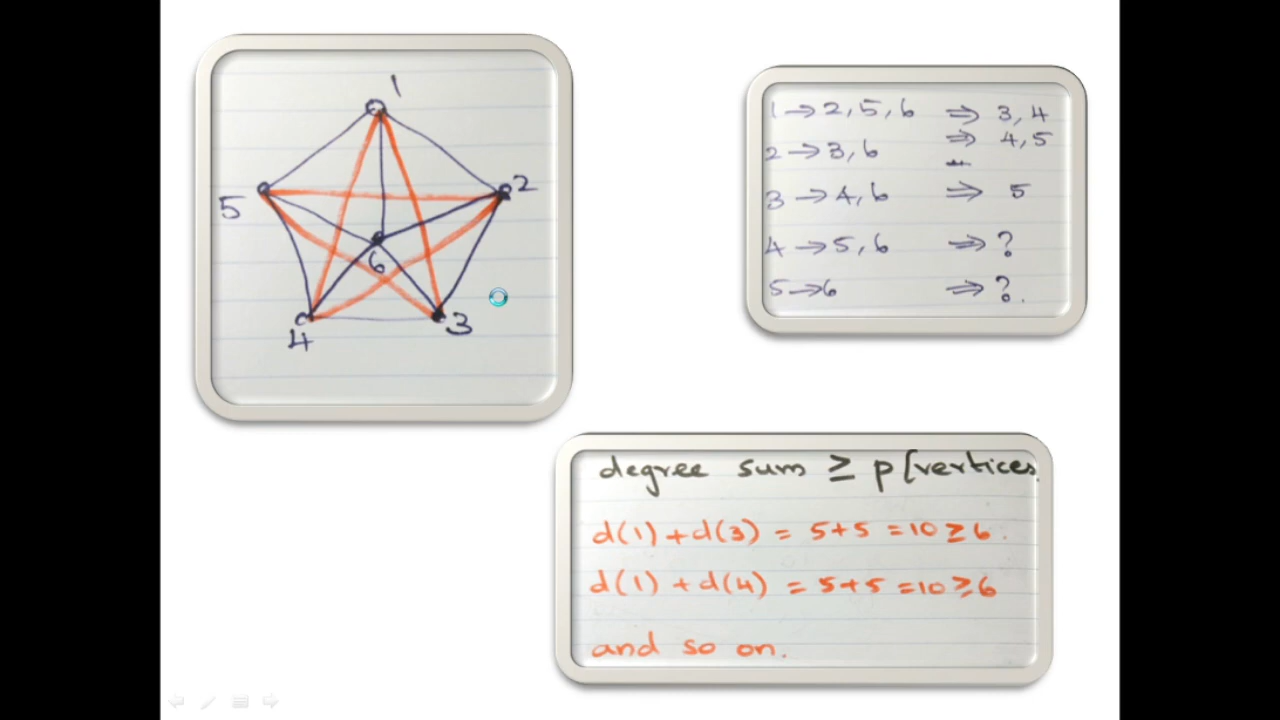 1
5
2
6
4
3
1 → 2, 5, 6 ⇒ 3, 4
2 → 3, 6 ⇒ 4, 5
3 → 4, 6 ⇒ 5
4 → 5, 6 ⇒ ?
5 → 6 ⇒ ?.
degree sum ≥ p [vertices
d(1) + d(3) = 5+5 = 10 ≥ 6.
d(1) + d(4) = 5+5 = 10 ≥ 6
and so on.